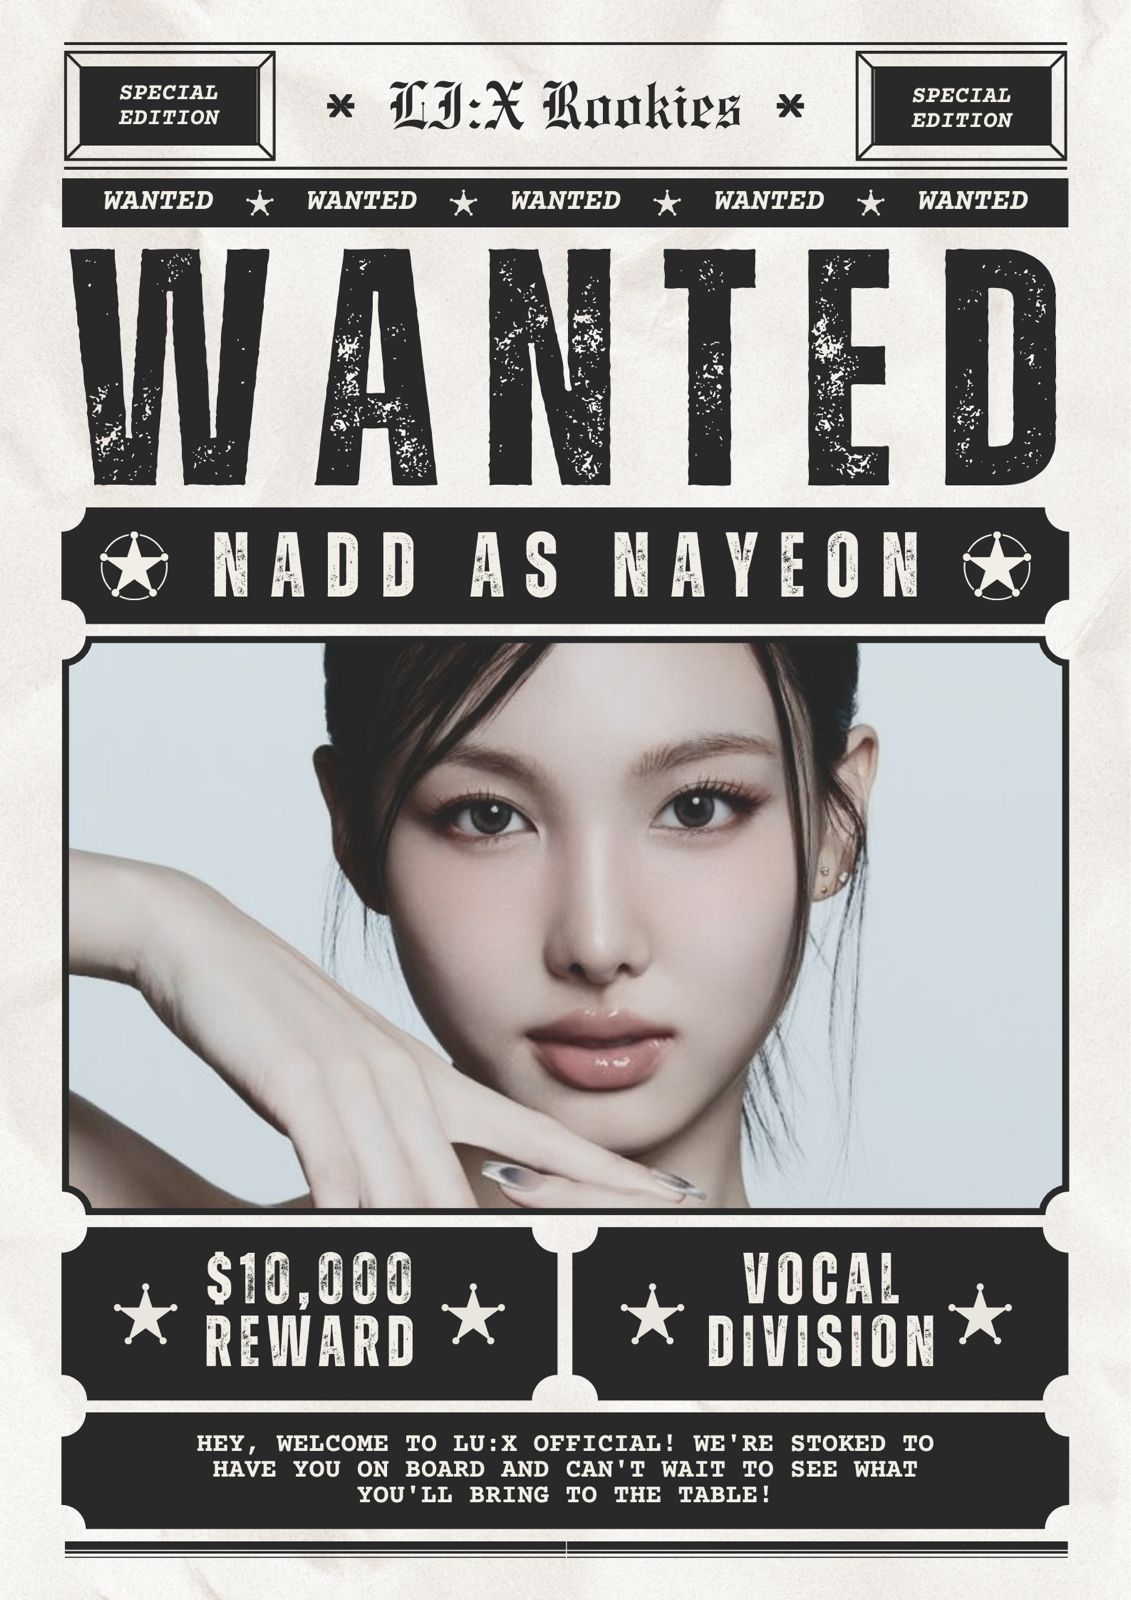 SPECIAL
EDITION
LI:X Rookies
SPECIAL
EDITION
WANTED WANTED WANTED WANTED WANTED
WANTED
NADD AS NAYEON
$10,000
REWARD
VOCAL
DIVISION
HEY, WELCOME TO LU:X OFFICIAL! WE'RE STOKED TO
HAVE YOU ON BOARD AND CAN'T WAIT TO SEE WHAT
YOU'LL BRING TO THE TABLE!